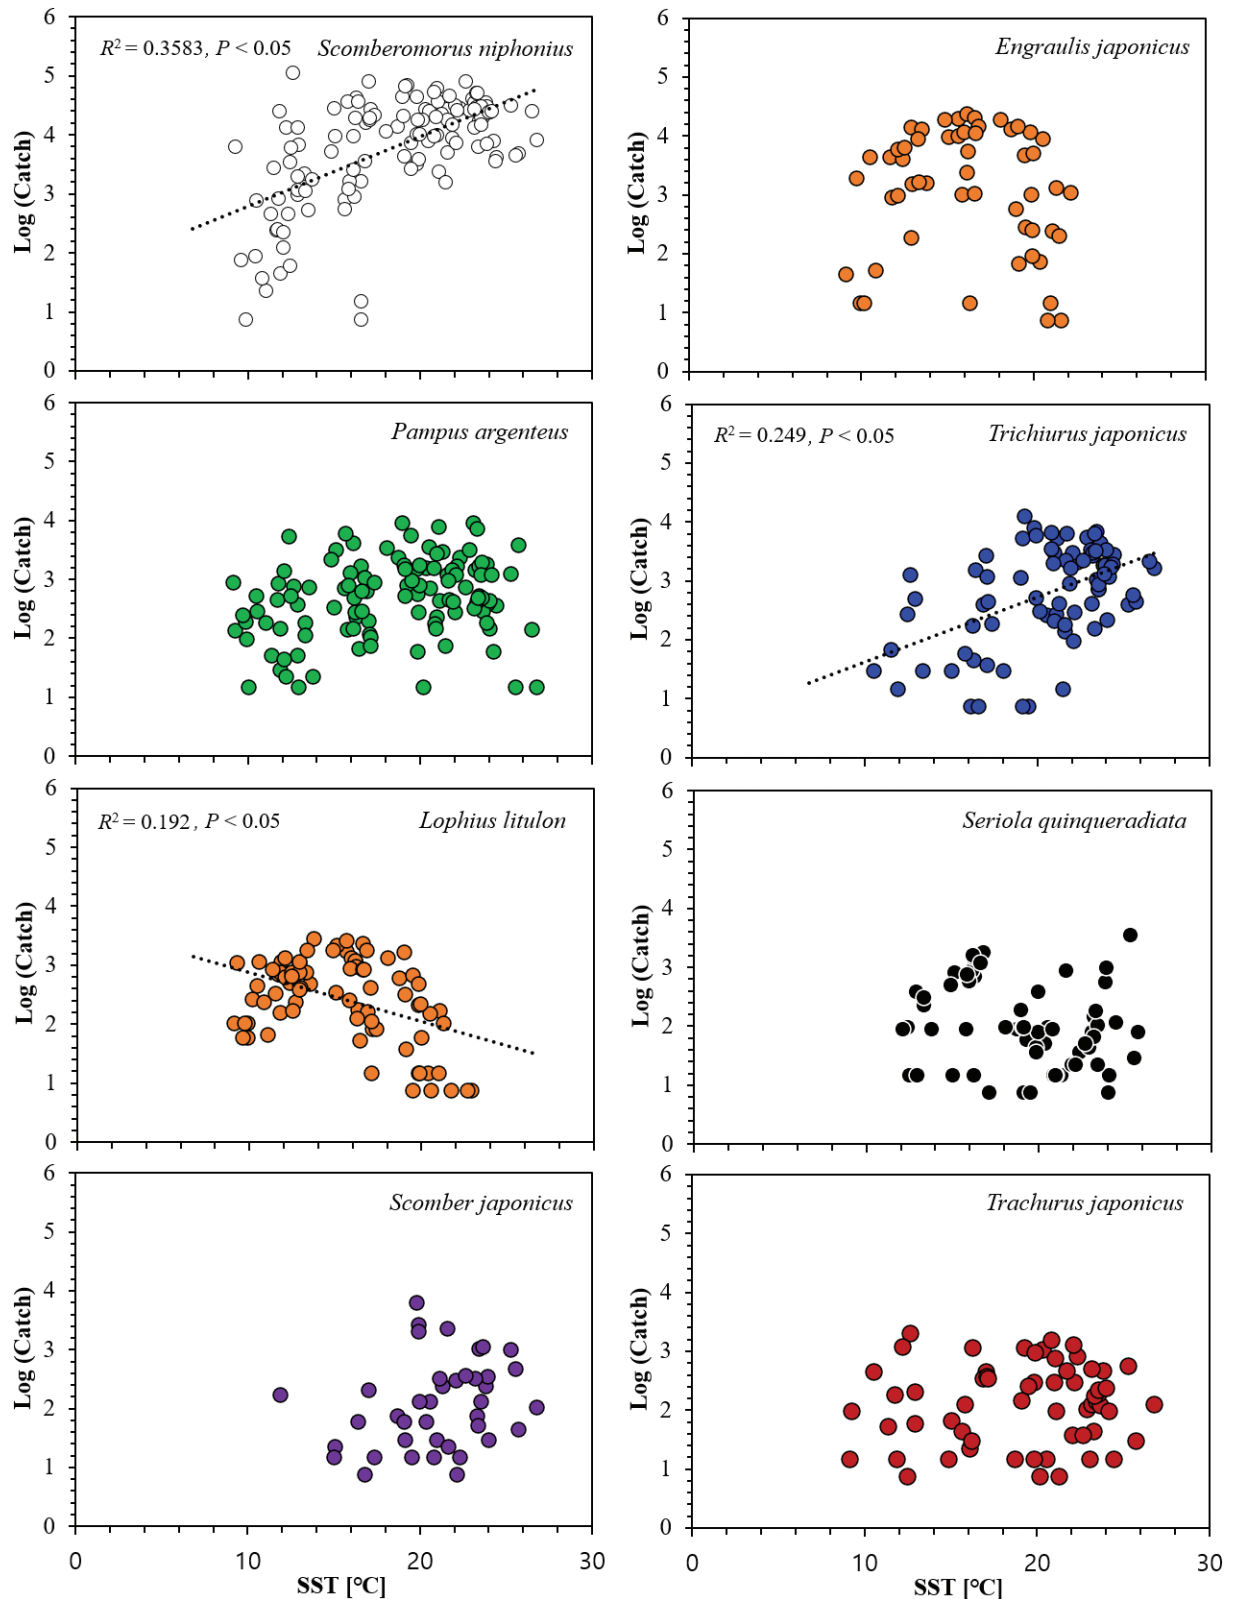 R² = 0.3583, P < 0.05
Scomberomorus niphonius
Log (Catch)
6
5
4
3
2
1
0
Engraulis japonicus
Log (Catch)
6
5
4
3
2
1
0
Pampus argenteus
Log (Catch)
6
5
4
3
2
1
0
R² = 0.249, P < 0.05
Trichiurus japonicus
Log (Catch)
6
5
4
3
2
1
0
R² = 0.192, P < 0.05
Lophius litulon
Log (Catch)
6
5
4
3
2
1
0
Seriola quinqueradiata
Log (Catch)
6
5
4
3
2
1
0
Scomber japonicus
Log (Catch)
6
5
4
3
2
1
0
0 10 20 30
SST [℃]
Trachurus japonicus
Log (Catch)
6
5
4
3
2
1
0
0 10 20 30
SST [℃]